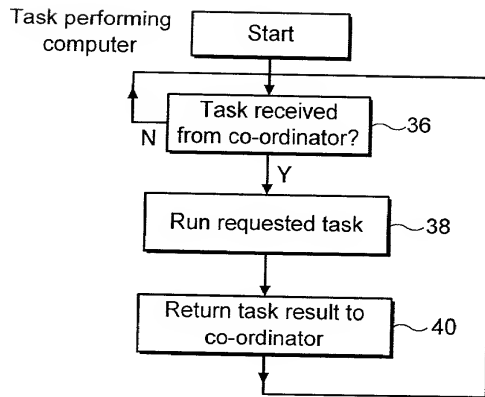 Task performing
computer
Start
Task received
from co-ordinator?
36
N
Y
Run requested task
38
Return task result to
co-ordinator
40